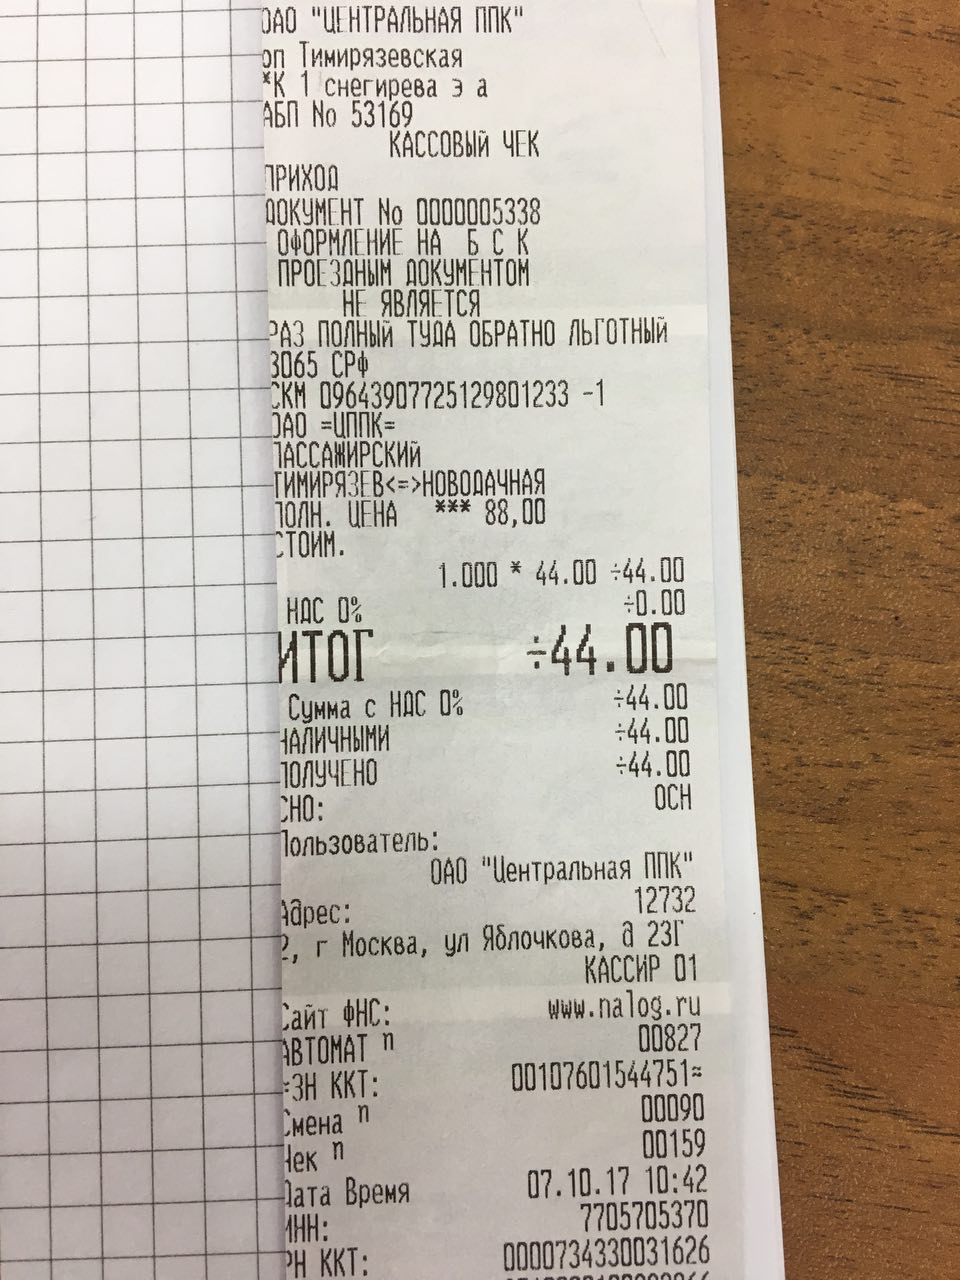 ОАО "ЦЕНТРАЛЬНАЯ ППК"
оп Тимирязевская
*К 1 снегирева э а
АБП No 53169
КАССОВЫЙ ЧЕК
ПРИХОД
ДОКУМЕНТ No 0000005338
ОФОРМЛЕНИЕ НА Б С К
ПРОЕЗДНЫМ ДОКУМЕНТОМ
НЕ ЯВЛЯЕТСЯ
РАЗ ПОЛНЫЙ ТУДА ОБРАТНО ЛЬГОТНЫЙ
3065 СРФ
СКМ 09643907725129801233 -1
ОАО =ЦППК=
ПАССАЖИРСКИЙ
ТИМИРЯЗЕВ<=>НОВОДАЧНАЯ
ПОЛН. ЦЕНА *** 88,00
СТОИМ.
1.000 * 44.00 ÷44.00
НДС 0% ÷0.00
ИТОГ ÷44.00
Сумма с НДС 0% ÷44.00
НАЛИЧНЫМИ ÷44.00
ПОЛУЧЕНО ÷44.00
СНО: ОСН
Пользователь:
ОАО "Центральная ППК"
Адрес: 12732
2, г Москва, ул Яблочкова, д 23Г
КАССИР 01
Сайт ФНС: www.nalog.ru
АВТОМАТ n 00827
=ЗН ККТ: 00107601544751≈
Смена n 00090
Чек n 00159
Дата Время 07.10.17 10:42
ИНН: 7705705370
РН ККТ: 0000734330031626